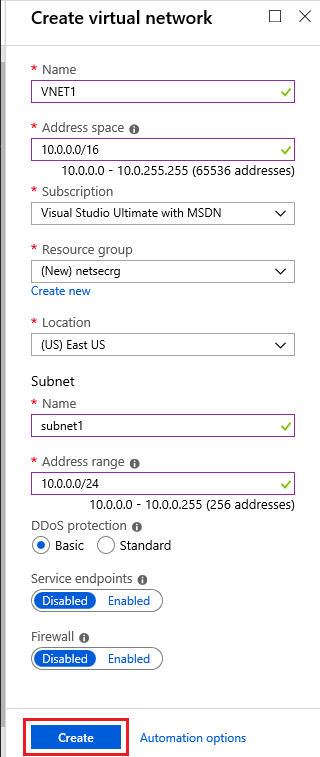 Create virtual network
* Name
VNET1
* Address space
10.0.0.0/16
10.0.0.0 - 10.0.255.255 (65536 addresses)
* Subscription
Visual Studio Ultimate with MSDN
* Resource group
(New) netsecrg
Create new
* Location
(US) East US
Subnet
* Name
subnet1
* Address range
10.0.0.0/24
10.0.0.0 - 10.0.0.255 (256 addresses)
DDoS protection
Basic Standard
Service endpoints
Disabled Enabled
Firewall
Disabled Enabled
Create Automation options